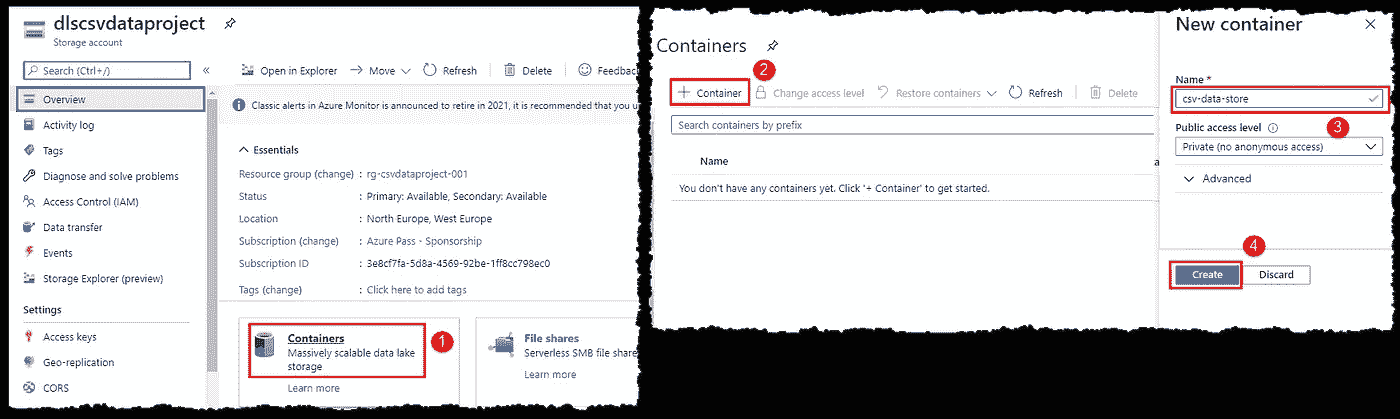 dlscsvdataproject
Storage account
Search (Ctrl+/)
«
Overview
Activity log
Tags
Diagnose and solve problems
Access Control (IAM)
Data transfer
Events
Storage Explorer (preview)
Settings
Access keys
Geo-replication
CORS
Open in Explorer Move Refresh Delete Feedbac
Classic alerts in Azure Monitor is announced to retire in 2021, it is recommended that you u
Essentials
Resource group (change) : rg-csvdataproject-001
Status : Primary: Available, Secondary: Available
Location : North Europe, West Europe
Subscription (change) : Azure Pass - Sponsorship
Subscription ID : 3e8cf7fa-5d8a-4569-92be-1ff8cc798ec0
Tags (change) : Click here to add tags
Containers
Massively scalable data lake
storage
Learn more
1
File shares
Serverless SMB file share
Learn more
Containers
2
+ Container Change access level Restore containers Refresh Delete
Search containers by prefix
Name
You don't have any containers yet. Click '+ Container' to get started.
New container
Name *
csv-data-store
3
Public access level
Private (no anonymous access)
Advanced
4
Create Discard